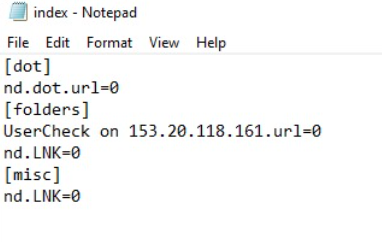 index - Notepad
File Edit Format View Help
[dot]
nd.dot.url=0
[folders]
UserCheck on 153.20.118.161.url=0
nd.LNK=0
[misc]
nd.LNK=0